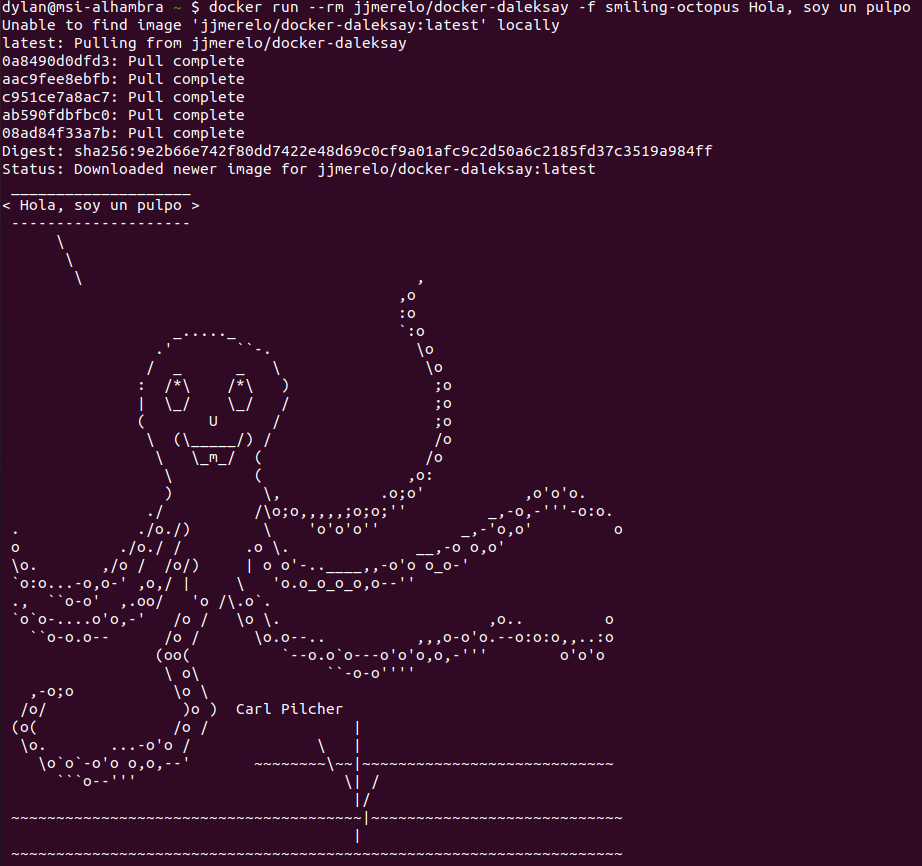 dylan@msi-alhambra ~ $ docker run --rm jjmerelo/docker-daleksay -f smiling-octopus Hola, soy un pulpo
Unable to find image 'jjmerelo/docker-daleksay:latest' locally
latest: Pulling from jjmerelo/docker-daleksay
0a8490d0dfd3: Pull complete
aac9fee8ebfb: Pull complete
c951ce7a8ac7: Pull complete
ab590fdbfbc0: Pull complete
08ad84f33a7b: Pull complete
Digest: sha256:9e2b66e742f80dd7422e48d69c0cf9a01afc9c2d50a6c2185fd37c3519a984ff
Status: Downloaded newer image for jjmerelo/docker-daleksay:latest
< Hola, soy un pulpo >
Carl Pilcher